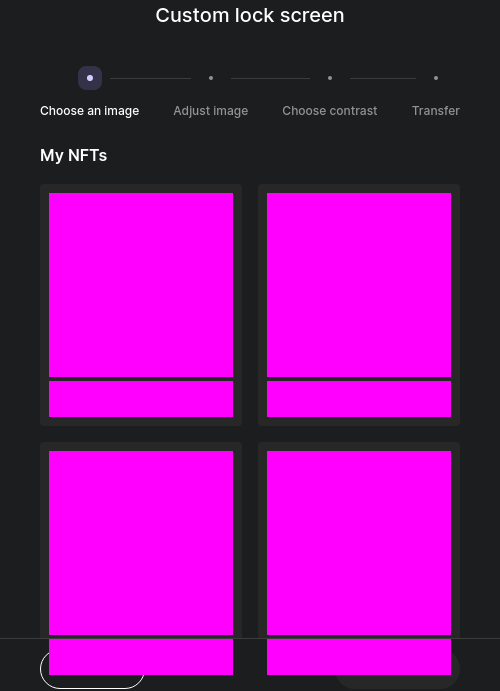 Custom lock screen
Choose an image
Adjust image
Choose contrast
Transfer
My NFTs